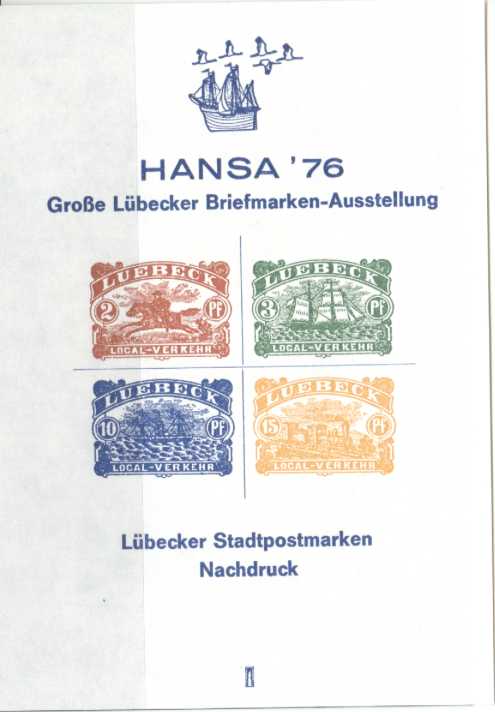 HANSA '76
Große Lübecker Briefmarken-Ausstellung
LUEBECK
2 PF
LOCAL-VERKEHR
LUEBECK
3 PF
LOCAL-VERKEHR
LUEBECK
10 PF
LOCAL-VERKEHR
LUEBECK
15 PF
LOCAL-VERKEHR
Lübecker Stadtpostmarken
Nachdruck